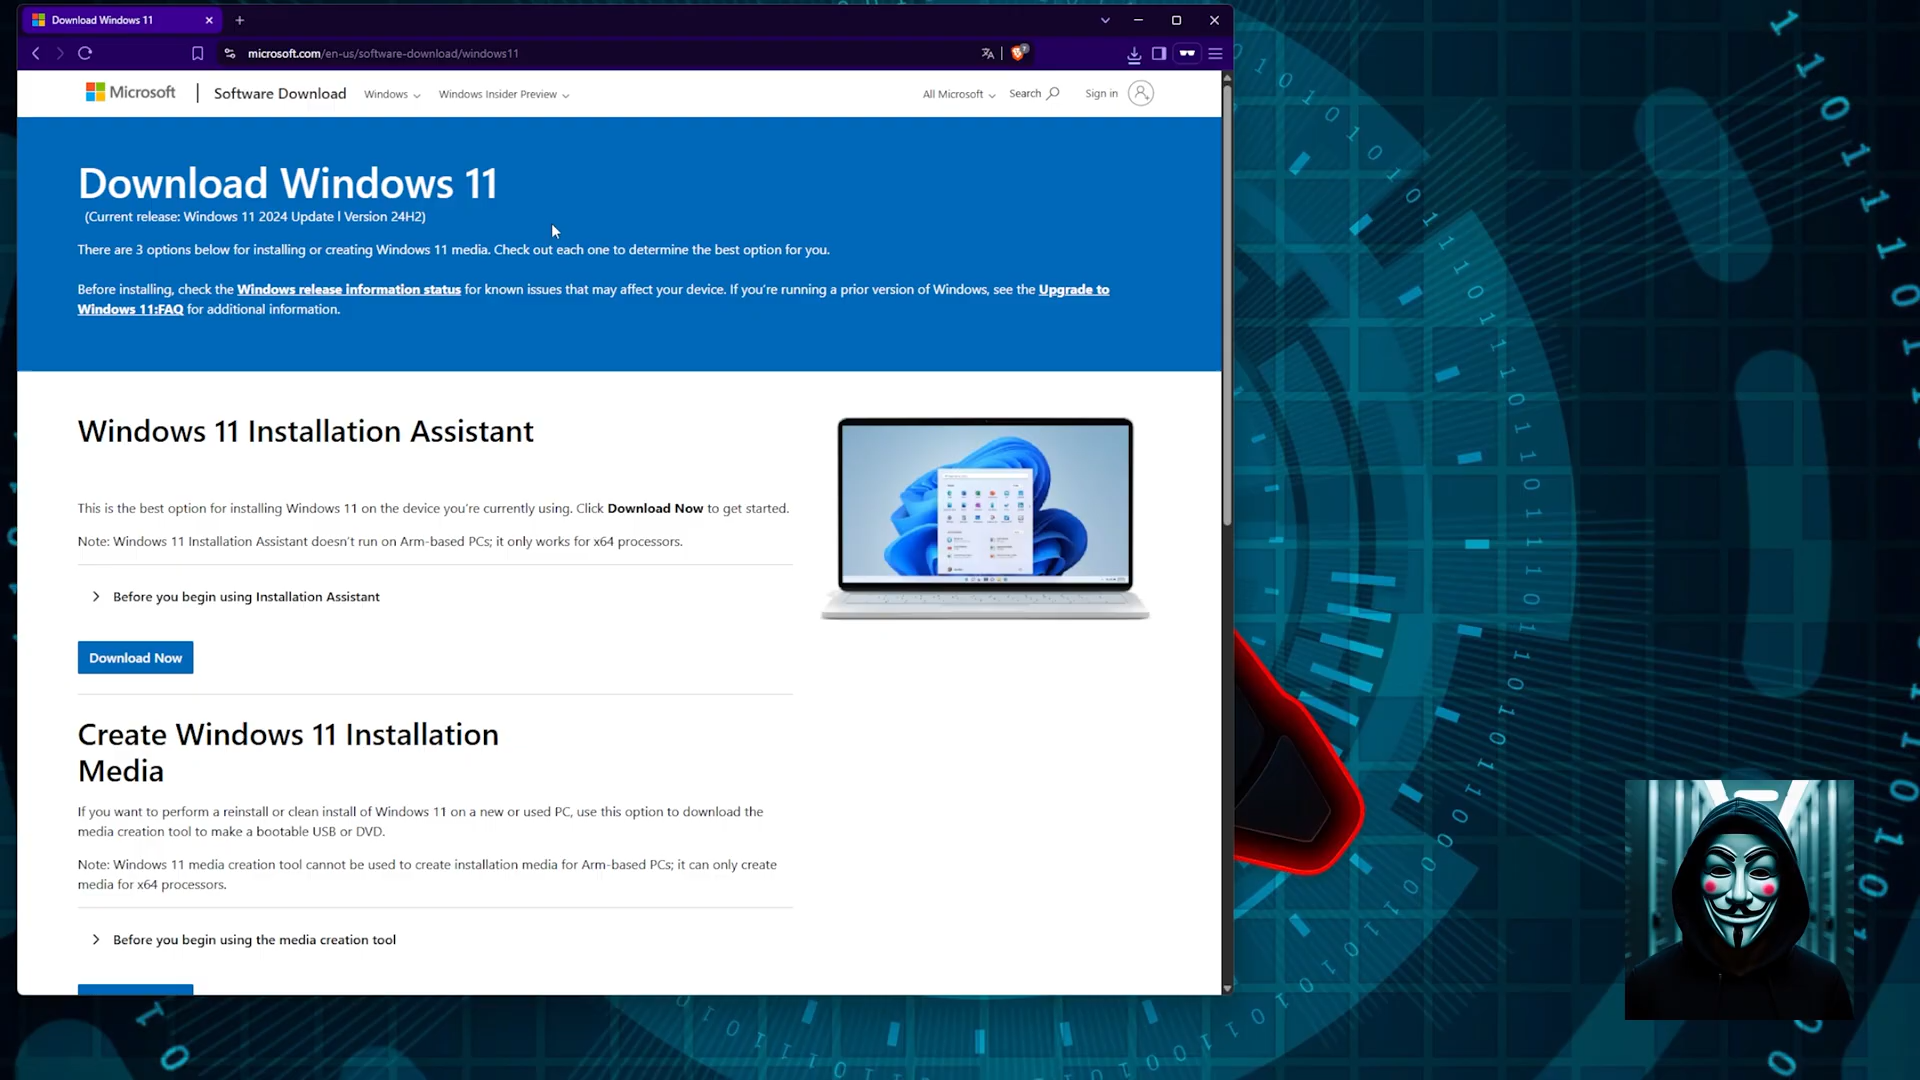 Download Windows 11
microsoft.com/en-us/software-download/windows11
Microsoft
Software Download
Windows
Windows Insider Preview
All Microsoft
Search
Sign in
Download Windows 11
(Current release: Windows 11 2024 Update l Version 24H2)
There are 3 options below for installing or creating Windows 11 media. Check out each one to determine the best option for you.
Before installing, check the Windows release information status for known issues that may affect your device. If you're running a prior version of Windows, see the Upgrade to
Windows 11:FAQ for additional information.
Windows 11 Installation Assistant
This is the best option for installing Windows 11 on the device you're currently using. Click Download Now to get started.
Note: Windows 11 Installation Assistant doesn't run on Arm-based PCs; it only works for x64 processors.
Before you begin using Installation Assistant
Download Now
Create Windows 11 Installation
Media
If you want to perform a reinstall or clean install of Windows 11 on a new or used PC, use this option to download the
media creation tool to make a bootable USB or DVD.
Note: Windows 11 media creation tool cannot be used to create installation media for Arm-based PCs; it can only create
media for x64 processors.
Before you begin using the media creation tool